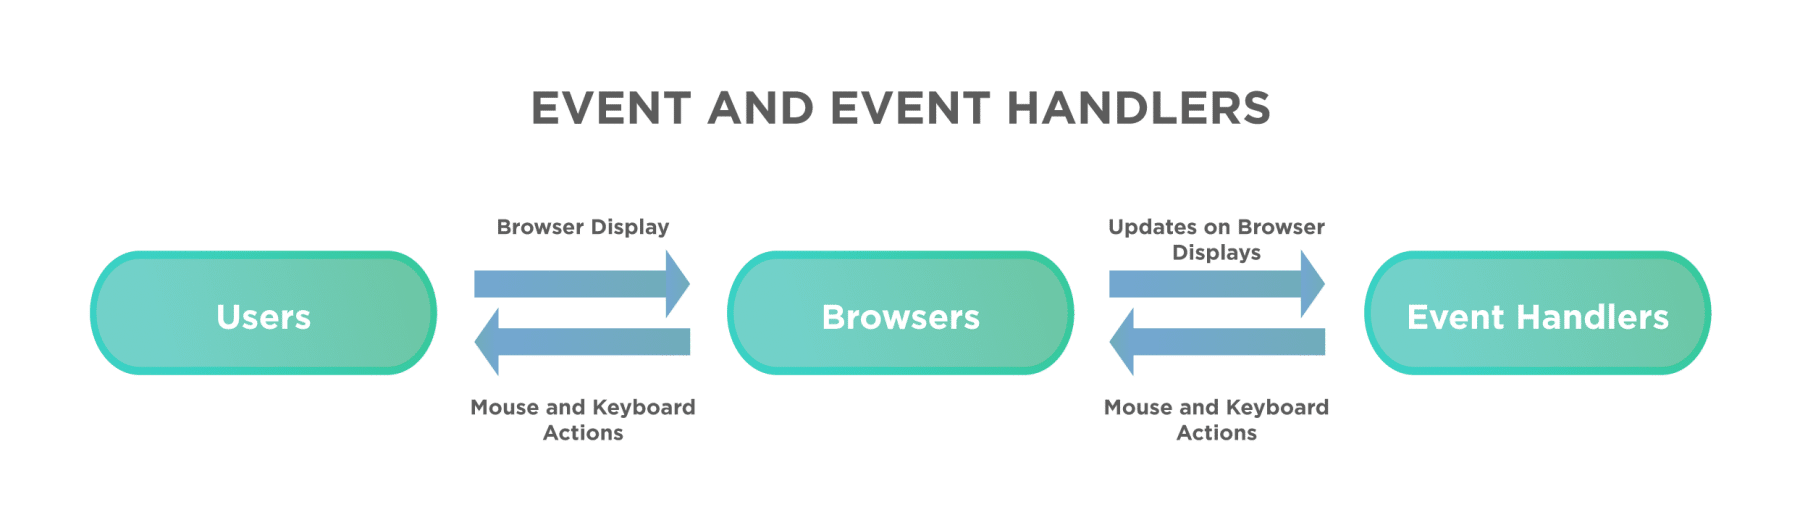 EVENT AND EVENT HANDLERS
Browser Display
Updates on Browser
Displays
Users
Browsers
Event Handlers
Mouse and Keyboard
Actions
Mouse and Keyboard
Actions